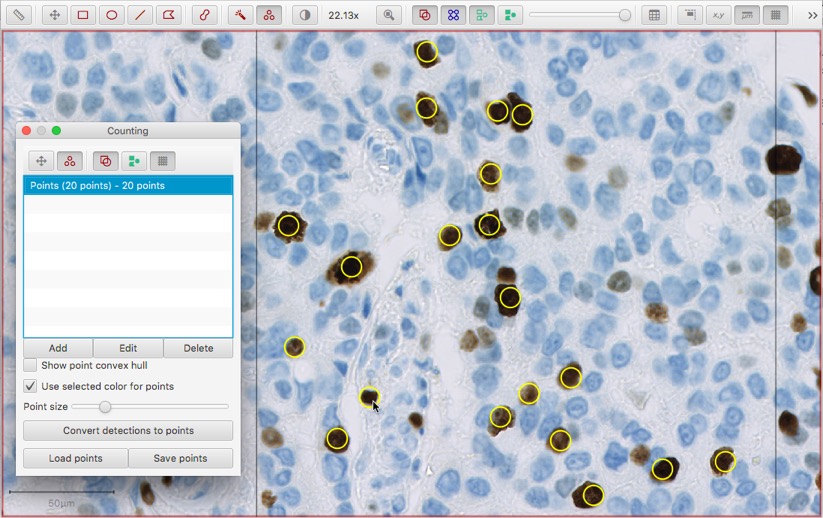 22.13x
x,y
µm
>>
Counting
Points (20 points) - 20 points
Add Edit Delete
Show point convex hull
Use selected color for points
Point size
Convert detections to points
Load points Save points
50µm